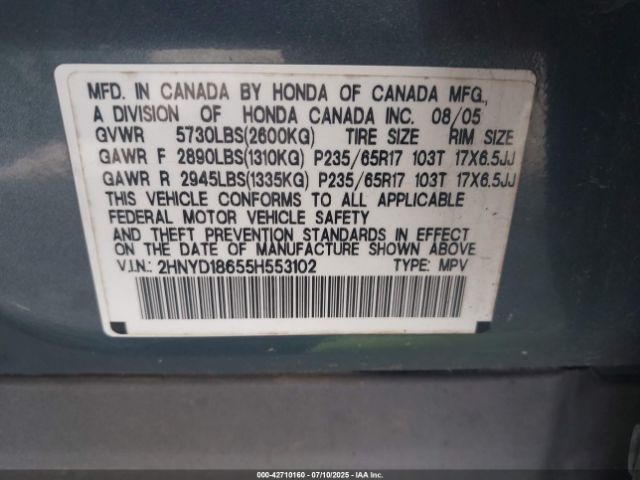 MFD. IN CANADA BY HONDA OF CANADA MFG.,
A DIVISION OF HONDA CANADA INC. 08/05
GVWR 5730LBS(2600KG) TIRE SIZE RIM SIZE
GAWR F 2890LBS(1310KG) P235/65R17 103T 17X6.5JJ
GAWR R 2945LBS(1335KG) P235/65R17 103T 17X6.5JJ
THIS VEHICLE CONFORMS TO ALL APPLICABLE
FEDERAL MOTOR VEHICLE SAFETY
AND THEFT PREVENTION STANDARDS IN EFFECT
ON THE DATE OF MANUFACTURE SHOWN ABOVE
V.I.N.: 2HNYD18655H553102 TYPE: MPV
000-42710160 - 07/10/2025 - IAAI.COM